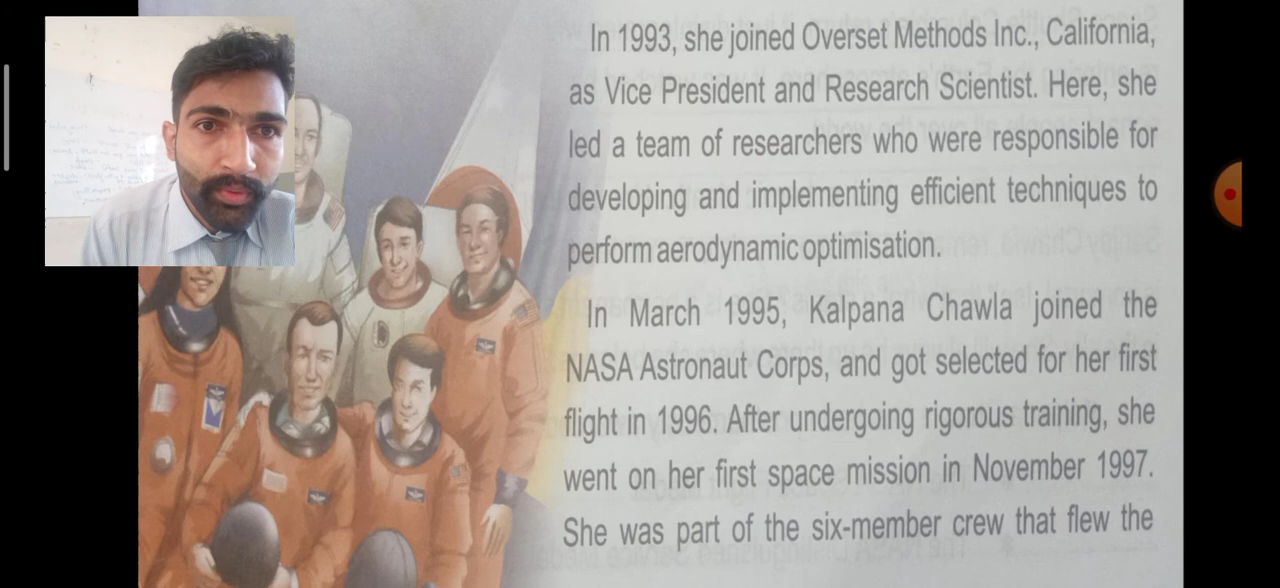 In 1993, she joined Overset Methods Inc., California,
as Vice President and Research Scientist. Here, she
led a team of researchers who were responsible for
developing and implementing efficient techniques to
perform aerodynamic optimisation.
In March 1995, Kalpana Chawla joined the
NASA Astronaut Corps, and got selected for her first
flight in 1996. After undergoing rigorous training, she
went on her first space mission in November 1997.
She was part of the six-member crew that flew the